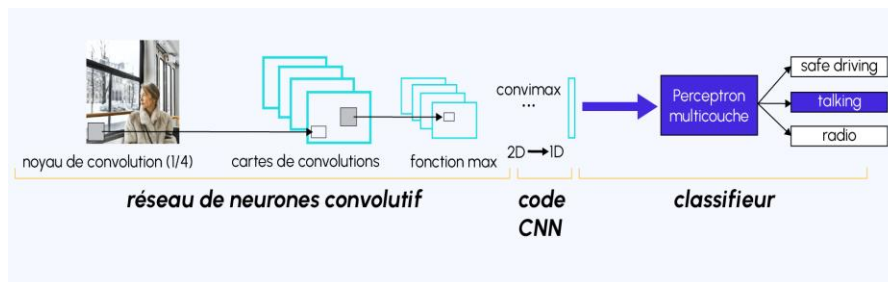 noyau de convolution (1/4)
cartes de convolutions
fonction max
convimax
...
2D → 1D
Perceptron
multicouche
safe driving
talking
radio
réseau de neurones convolutif
code
CNN
classifieur